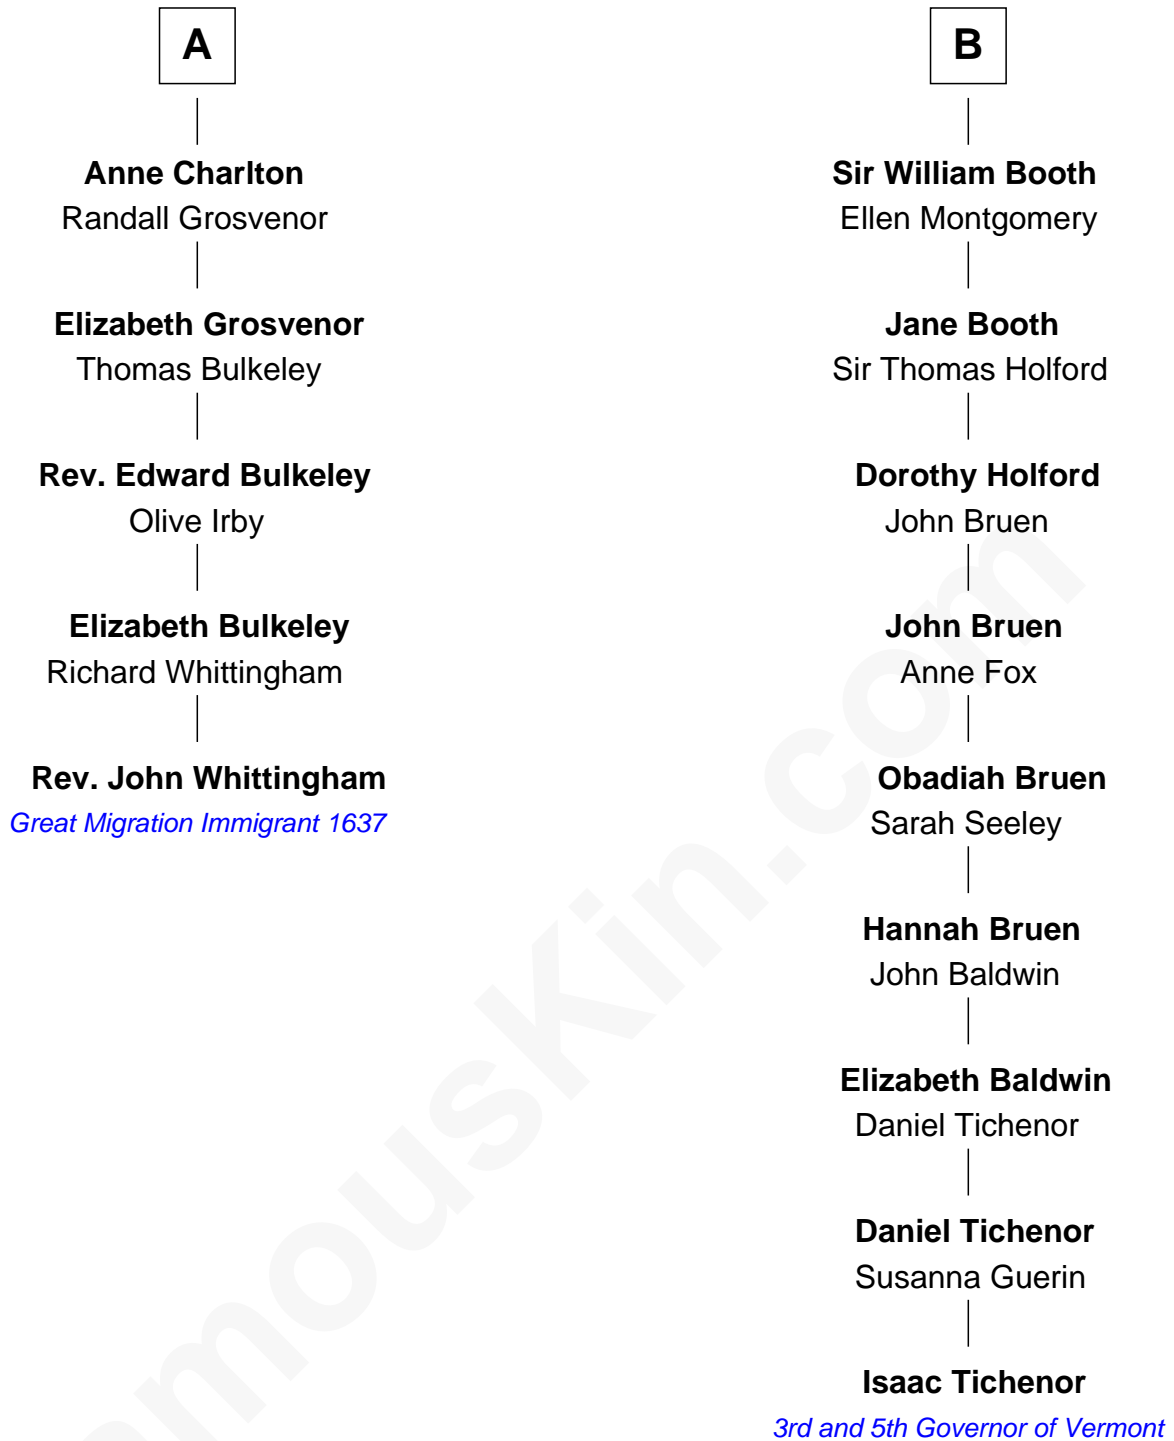 A
Anne Charlton
Randall Grosvenor
Elizabeth Grosvenor
Thomas Bulkeley
Rev. Edward Bulkeley
Olive Irby
Elizabeth Bulkeley
Richard Whittingham
Rev. John Whittingham
Great Migration Immigrant 1637
B
Sir William Booth
Ellen Montgomery
Jane Booth
Sir Thomas Holford
Dorothy Holford
John Bruen
John Bruen
Anne Fox
Obadiah Bruen
Sarah Seeley
Hannah Bruen
John Baldwin
Elizabeth Baldwin
Daniel Tichenor
Daniel Tichenor
Susanna Guerin
Isaac Tichenor
3rd and 5th Governor of Vermont
amouskin.com